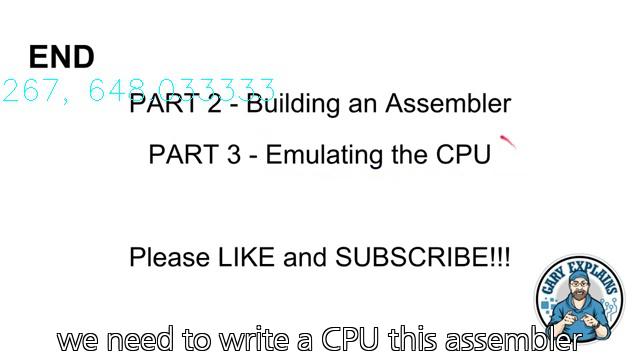 END
267, 648.033333
PART 2 - Building an Assembler
PART 3 - Emulating the CPU
Please LIKE and SUBSCRIBE!!!
GARY EXPLAINS
we need to write a CPU this assembler